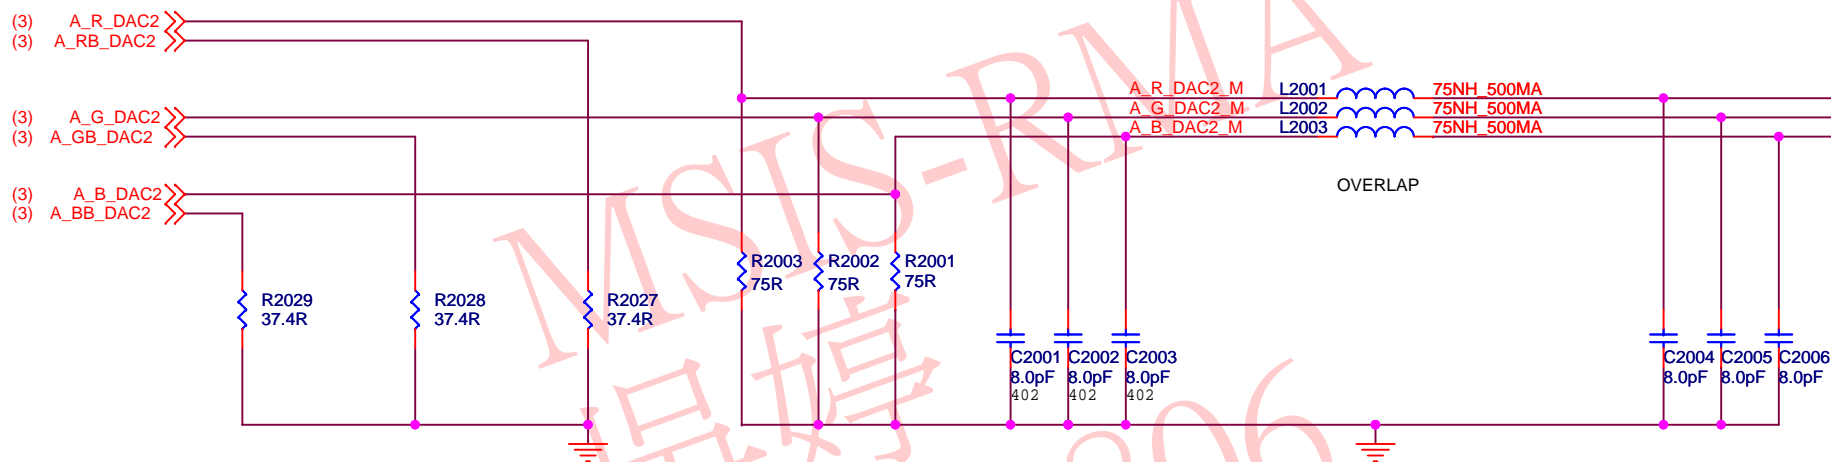 (3) A_R_DAC2
(3) A_RB_DAC2
(3) A_G_DAC2
(3) A_GB_DAC2
(3) A_B_DAC2
(3) A_BB_DAC2
A_R_DAC2_M L2001 75NH_500MA
A_G_DAC2_M L2002 75NH_500MA
A_B_DAC2_M L2003 75NH_500MA
OVERLAP
R2029
37.4R
R2028
37.4R
R2027
37.4R
R2003
75R
R2002
75R
R2001
75R
C2001
8.0pF
402
C2002
8.0pF
402
C2003
8.0pF
402
C2004
8.0pF
C2005
8.0pF
C2006
8.0pF
MSIS-RMA
温婷
206